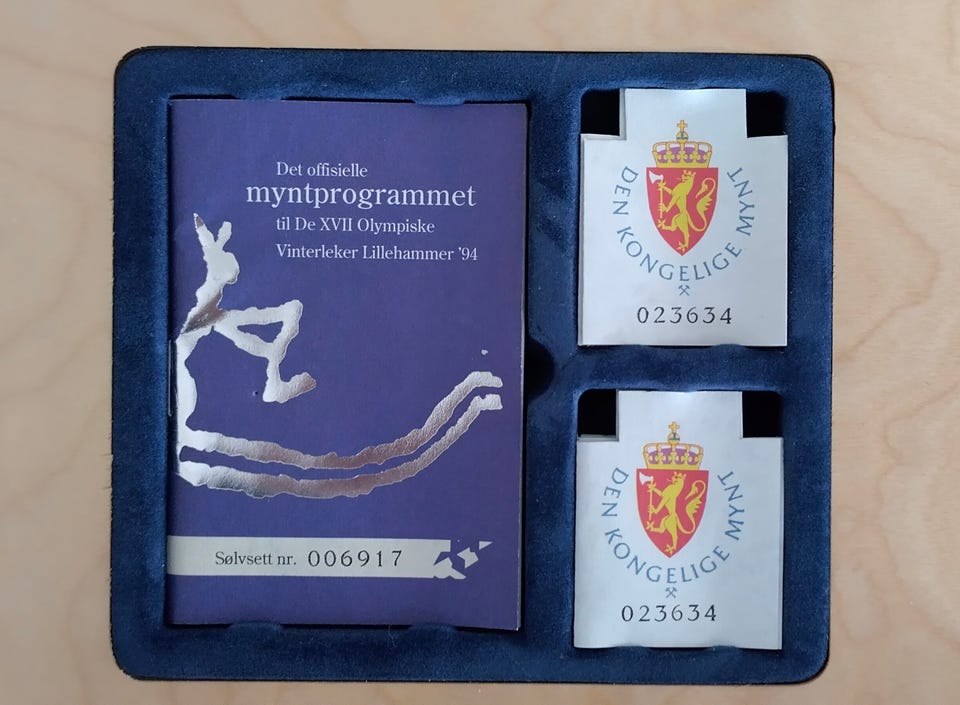 Det offisielle
myntprogrammet
til De XVII Olympiske
Vinterleker Lillehammer ’94
Sølvsett nr. 006917
DEN KONGELIGE MYNT
023634
DEN KONGELIGE MYNT
023634